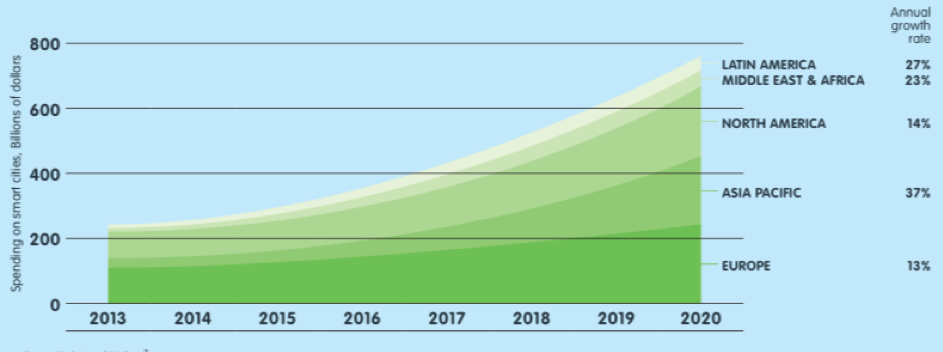 Annual
growth
rate
Spending on smart cities, Billions of dollars
800
600
400
200
0
LATIN AMERICA 27%
MIDDLE EAST & AFRICA 23%
NORTH AMERICA 14%
ASIA PACIFIC 37%
EUROPE 13%
2013 2014 2015 2016 2017 2018 2019 2020